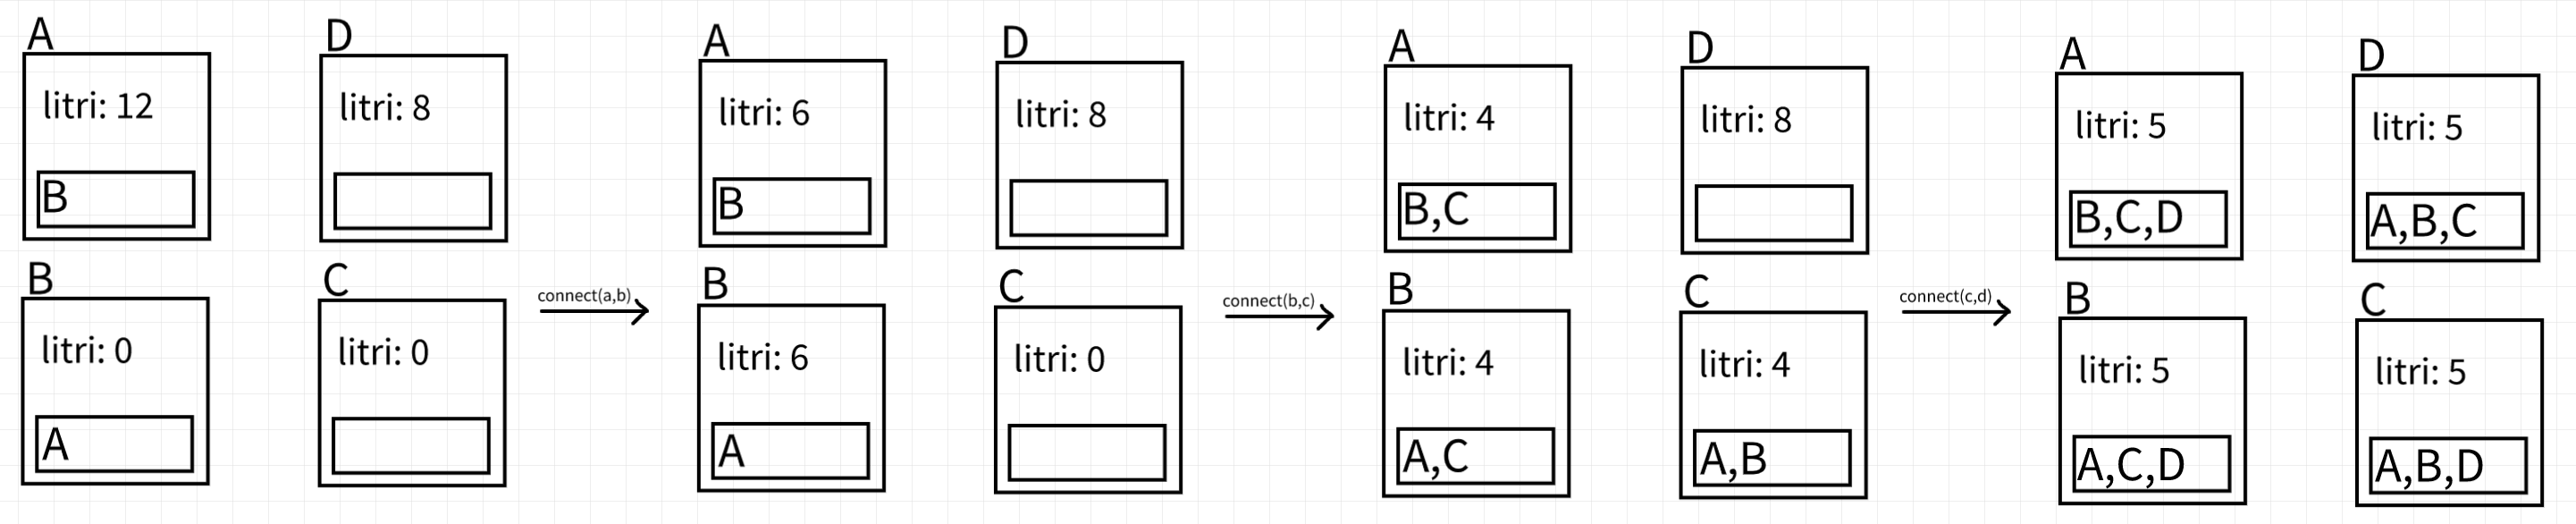 A
litri: 12
B
D
litri: 8
B
litri: 0
A
C
litri: 0
connect(a,b)
A
litri: 6
B
D
litri: 8
B
litri: 6
A
C
litri: 0
connect(b,c)
A
litri: 4
B,C
D
litri: 8
B
litri: 4
A,C
C
litri: 4
A,B
connect(c,d)
A
litri: 5
B,C,D
D
litri: 5
A,B,C
B
litri: 5
A,C,D
C
litri: 5
A,B,D